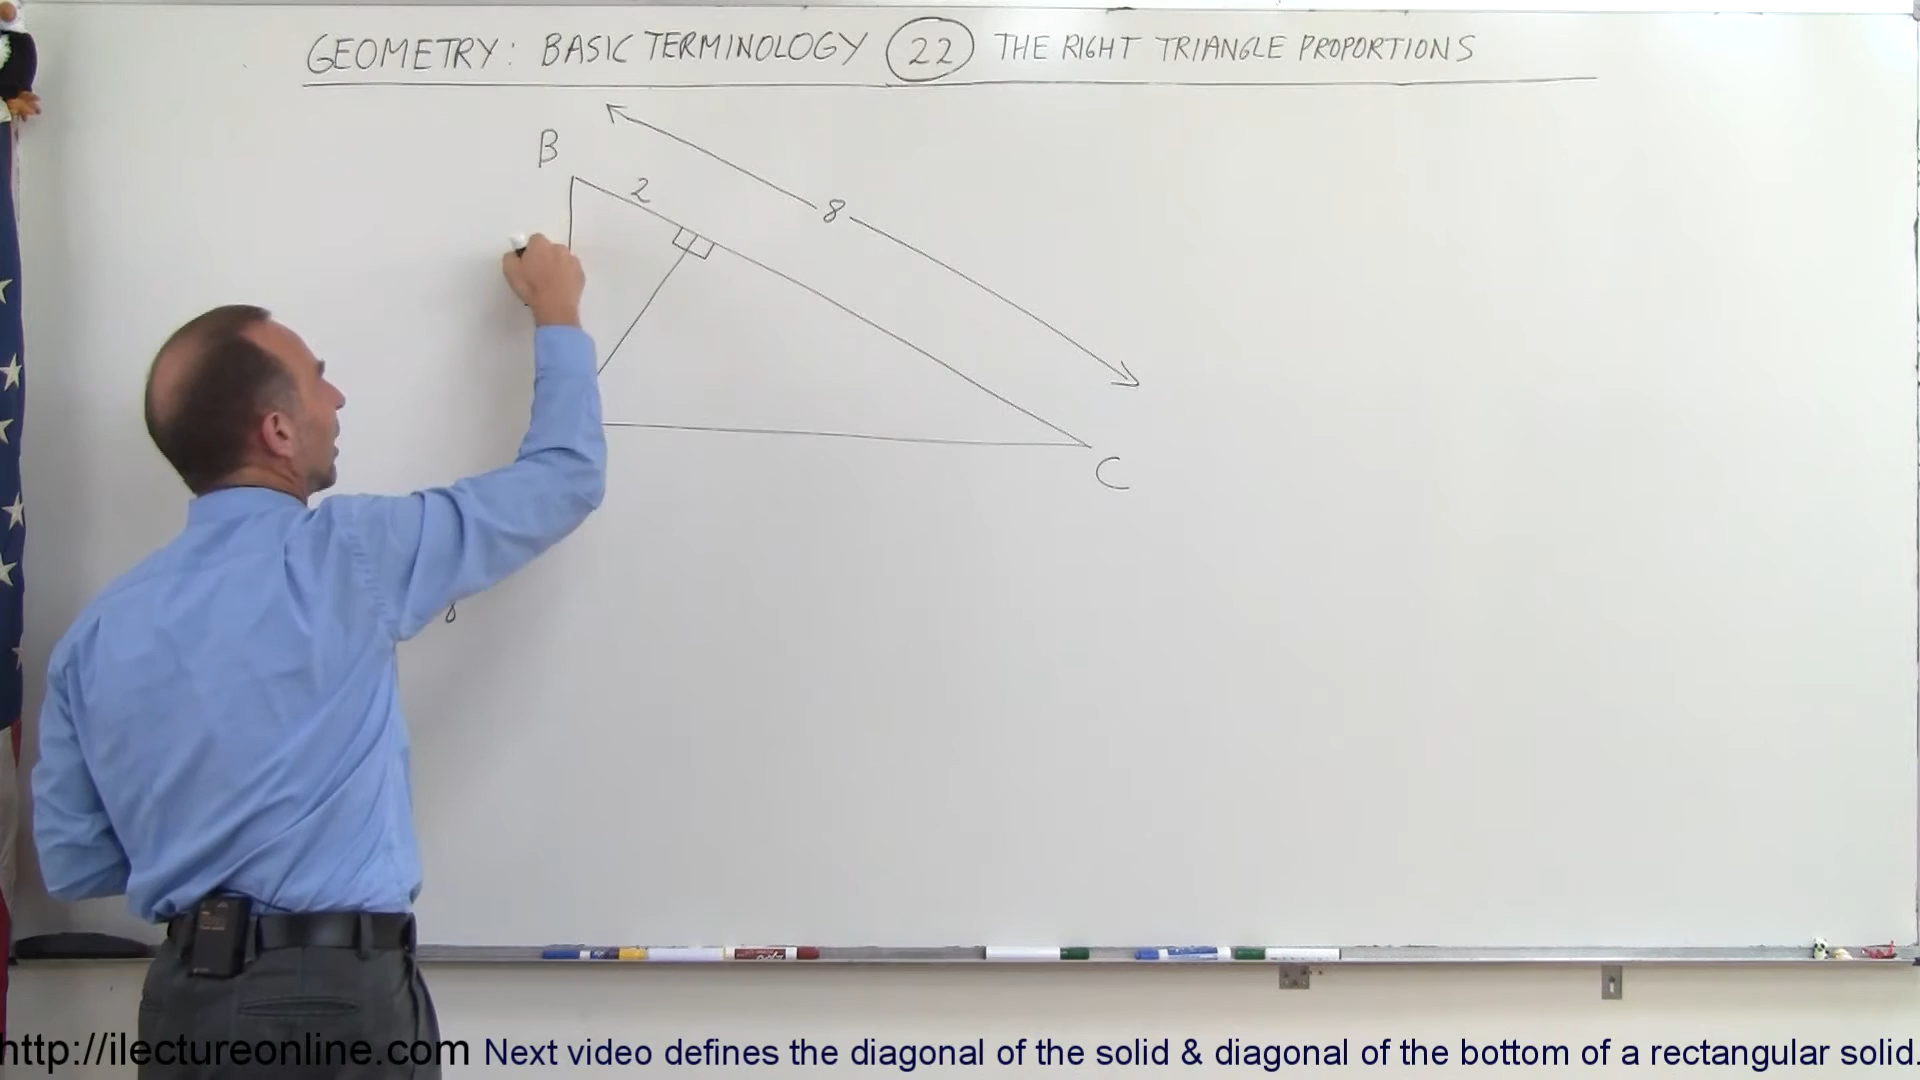 GEOMETRY: BASIC TERMINOLOGY 22 THE RIGHT TRIANGLE PROPORTIONS
B
2
8
C
8
http://ilectureonline.com Next video defines the diagonal of the solid & diagonal of the bottom of a rectangular solid.